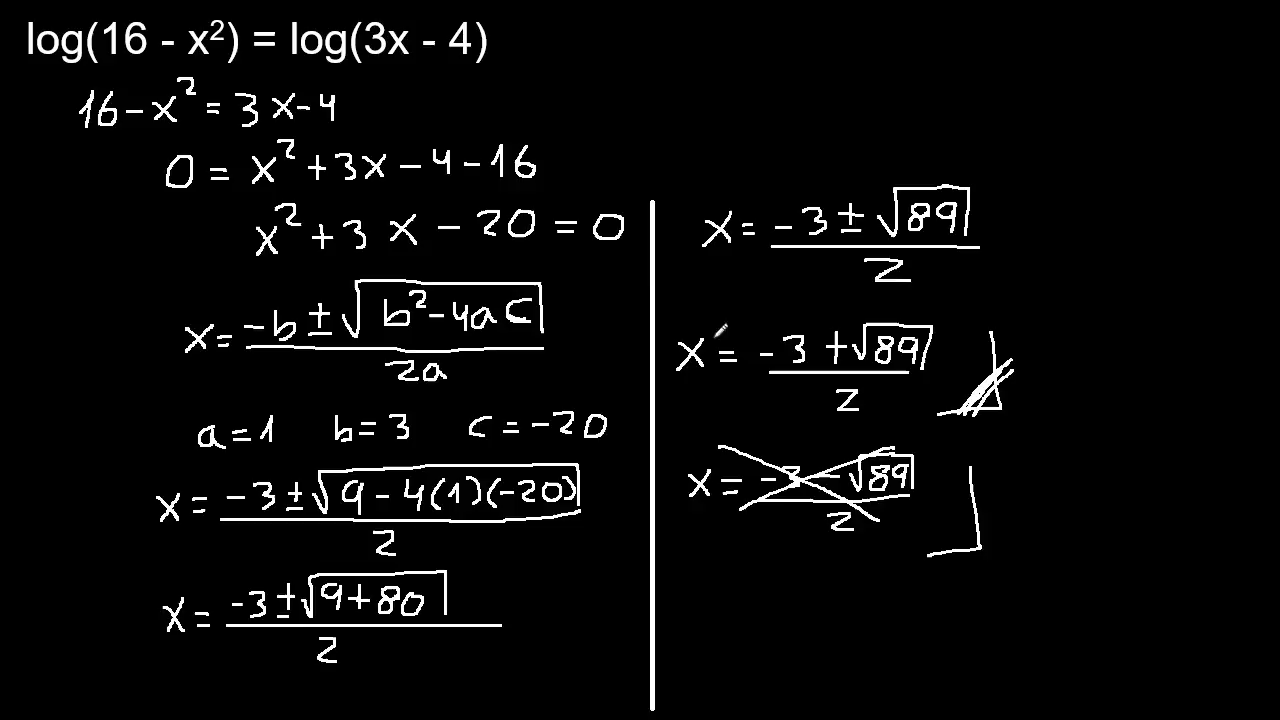 log(16 - x²) = log(3x - 4)
16 - x² = 3x - 4
0 = x² + 3x - 4 - 16
x² + 3x - 20 = 0
x = (-b ± √(b² - 4ac)) / 2a
a = 1 b = 3 c = -20
x = (-3 ± √(9 - 4(1)(-20))) / 2
x = (-3 ± √(9 + 80)) / 2
x = (-3 ± √89) / 2
x = (-3 + √89) / 2
x = (-3 - √89) / 2